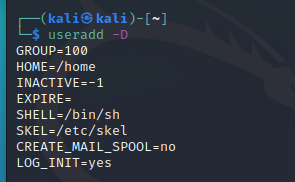 ┌──(kali㉿kali)-[~]
└─$ useradd -D
GROUP=100
HOME=/home
INACTIVE=-1
EXPIRE=
SHELL=/bin/sh
SKEL=/etc/skel
CREATE_MAIL_SPOOL=no
LOG_INIT=yes